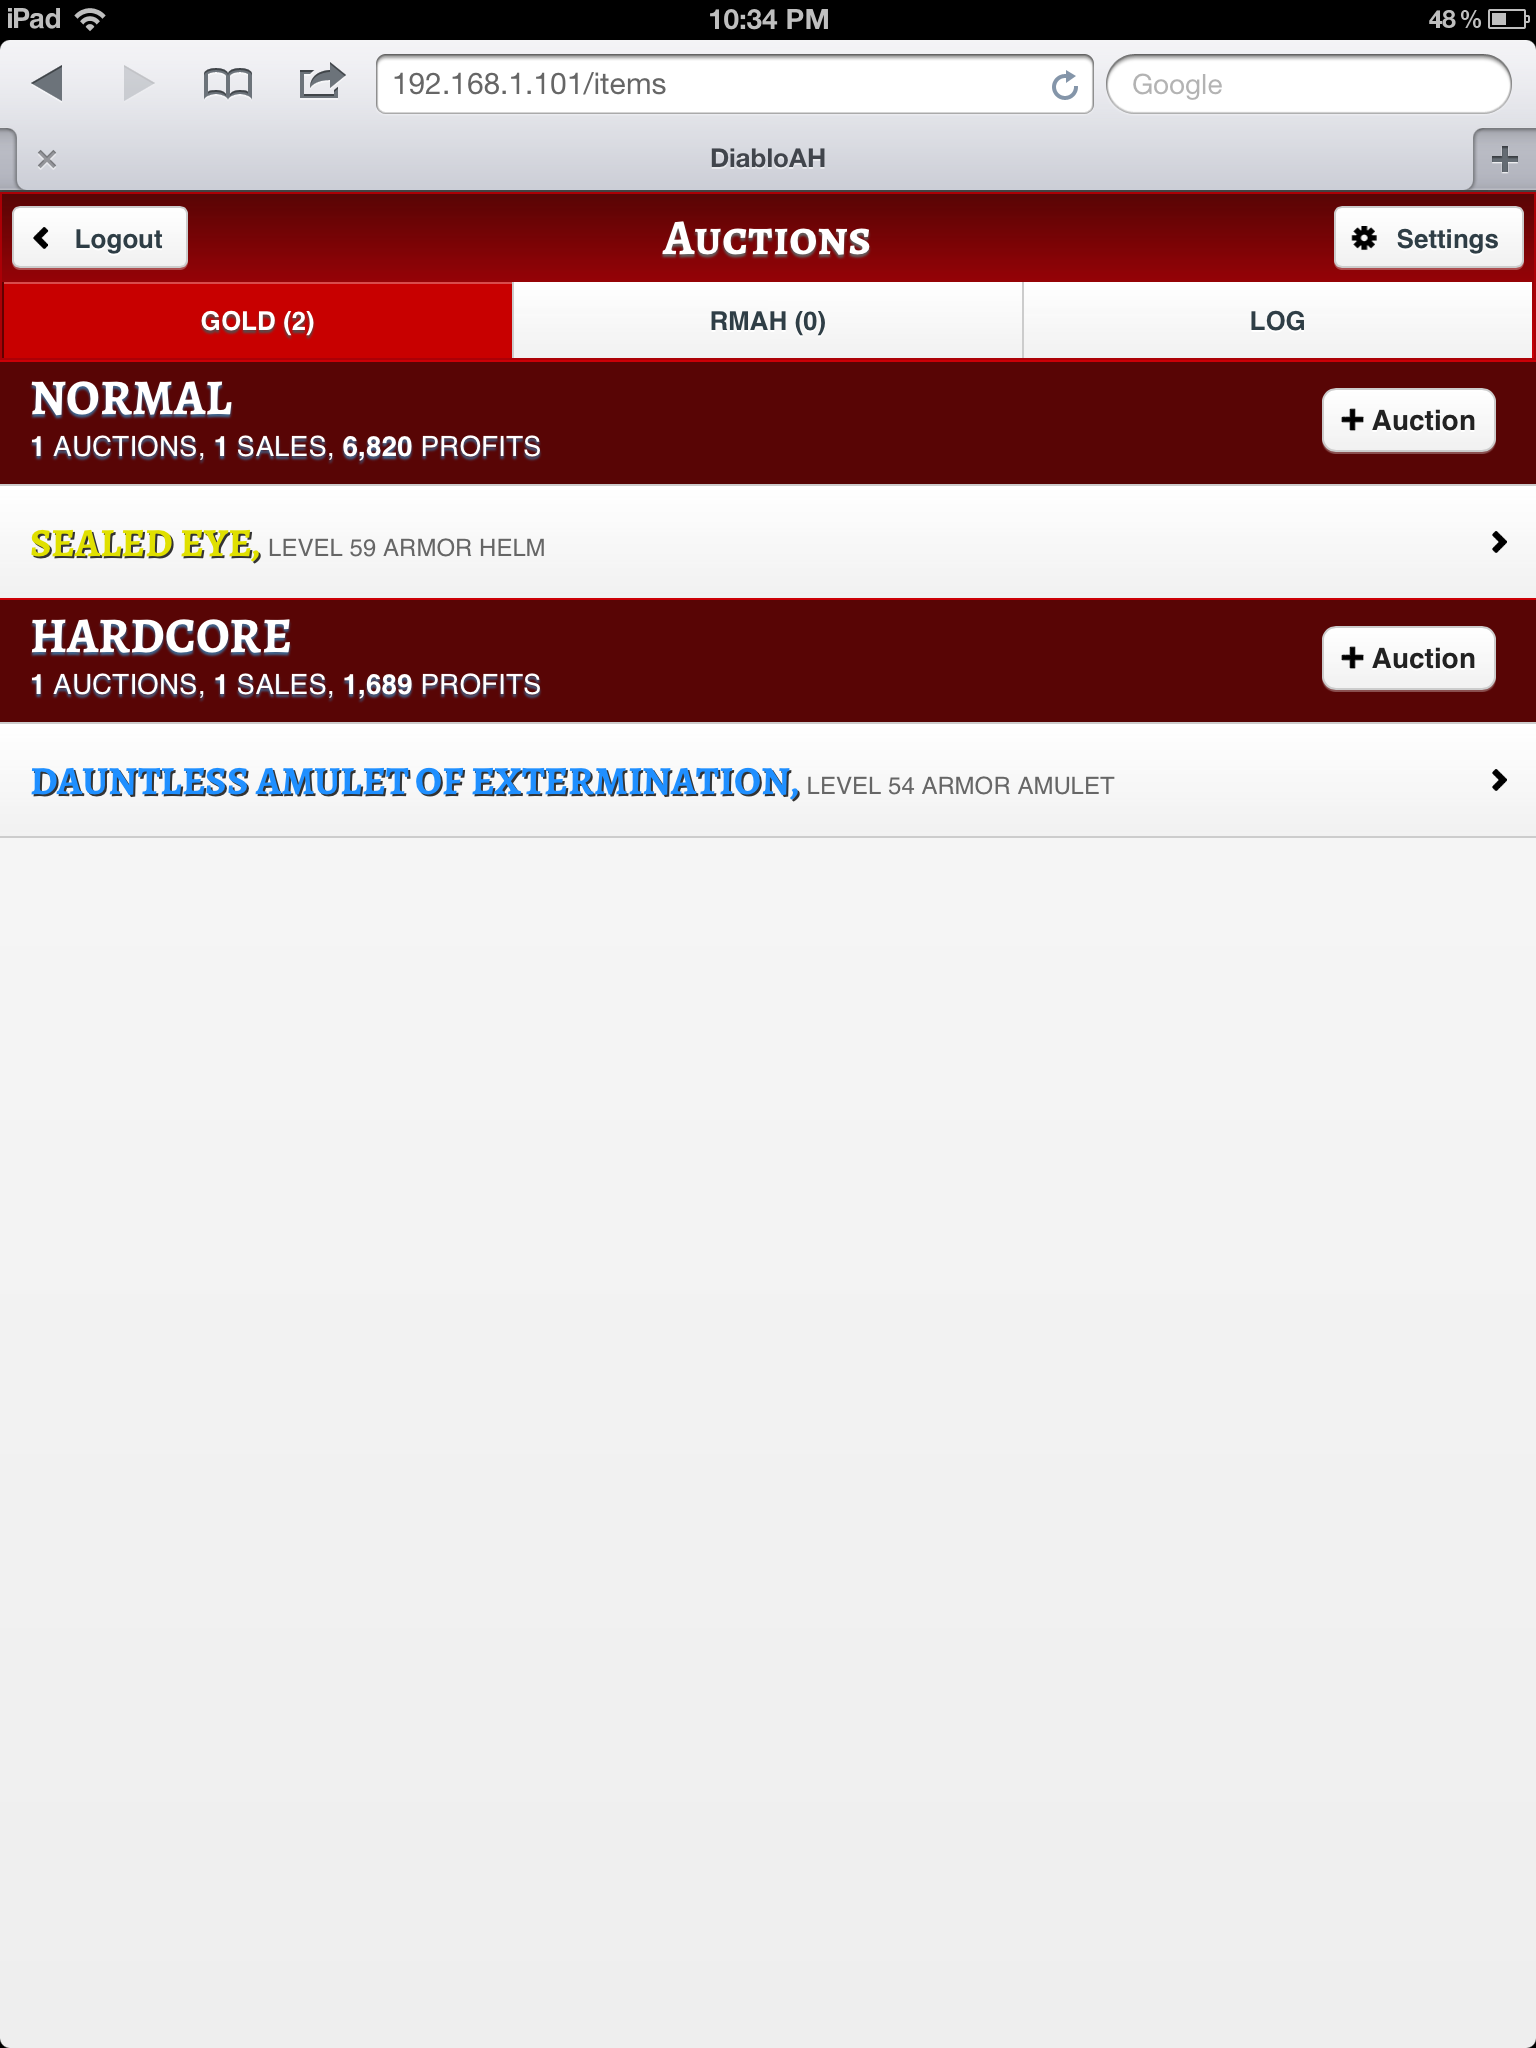 iPad 10:34 PM 48 %
192.168.1.101/items Google
DiabloAH
Logout AUCTIONS Settings
GOLD (2) RMAH (0) LOG
NORMAL
1 AUCTIONS, 1 SALES, 6,820 PROFITS
+ Auction
SEALED EYE, LEVEL 59 ARMOR HELM
HARDCORE
1 AUCTIONS, 1 SALES, 1,689 PROFITS
+ Auction
DAUNTLESS AMULET OF EXTERMINATION, LEVEL 54 ARMOR AMULET